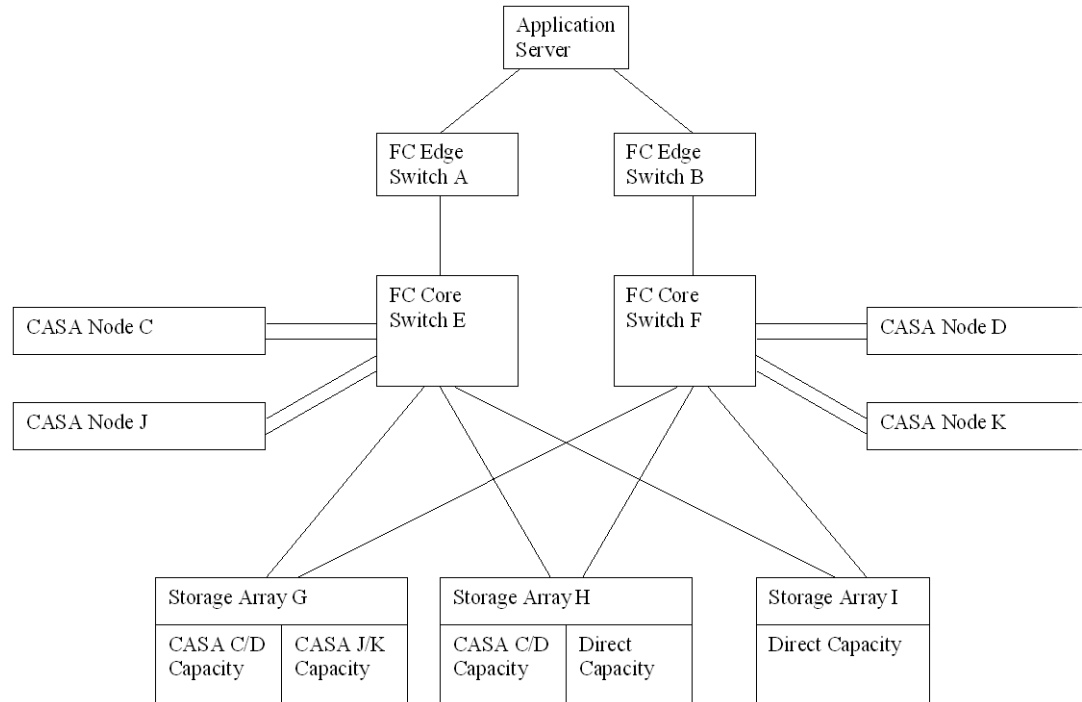 Application
Server
FC Edge
Switch A
FC Edge
Switch B
FC Core
Switch E
FC Core
Switch F
CASA Node C
CASA Node D
CASA Node J
CASA Node K
Storage Array G
Storage Array H
Storage Array I
CASA C/D
Capacity
CASA J/K
Capacity
CASA C/D
Capacity
Direct
Capacity
Direct Capacity